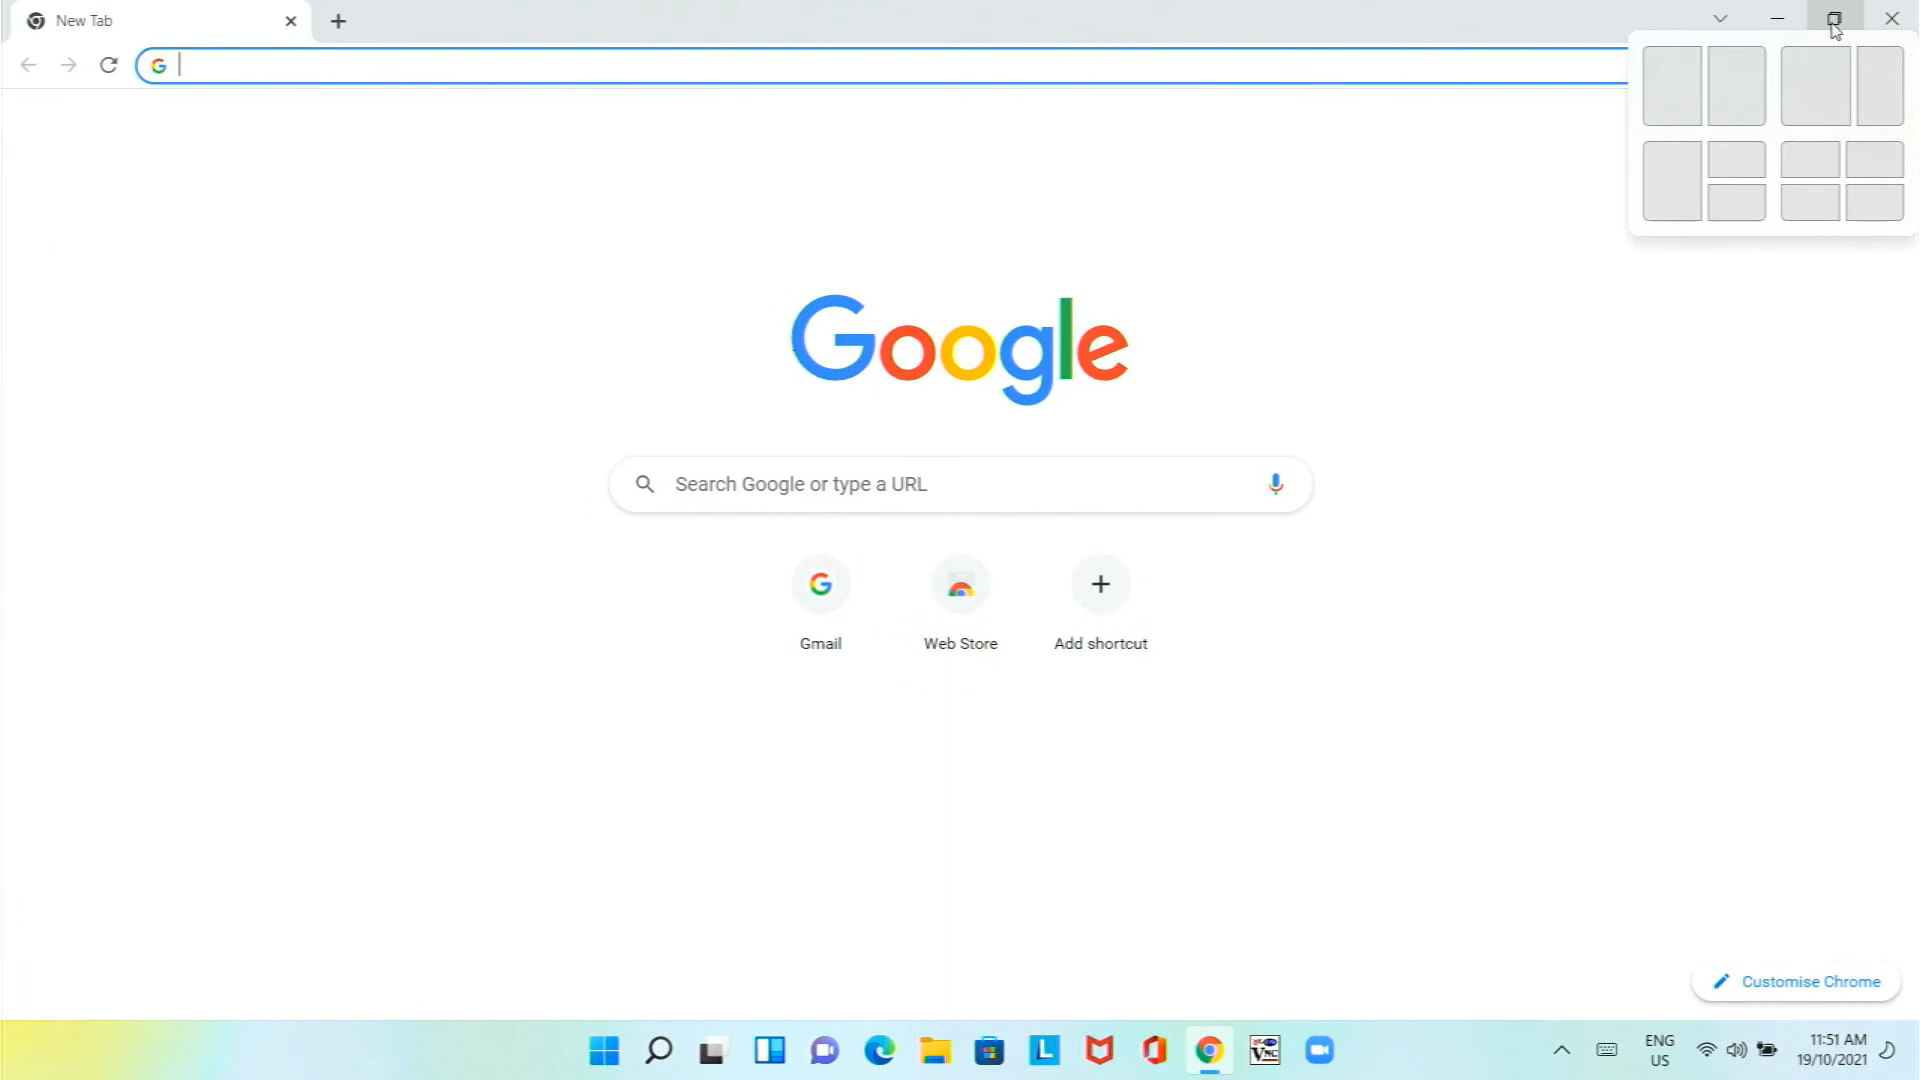 New Tab
Google
Search Google or type a URL
Gmail
Web Store
Add shortcut
Customise Chrome
L
VNC
ENG
US
11:51 AM
19/10/2021